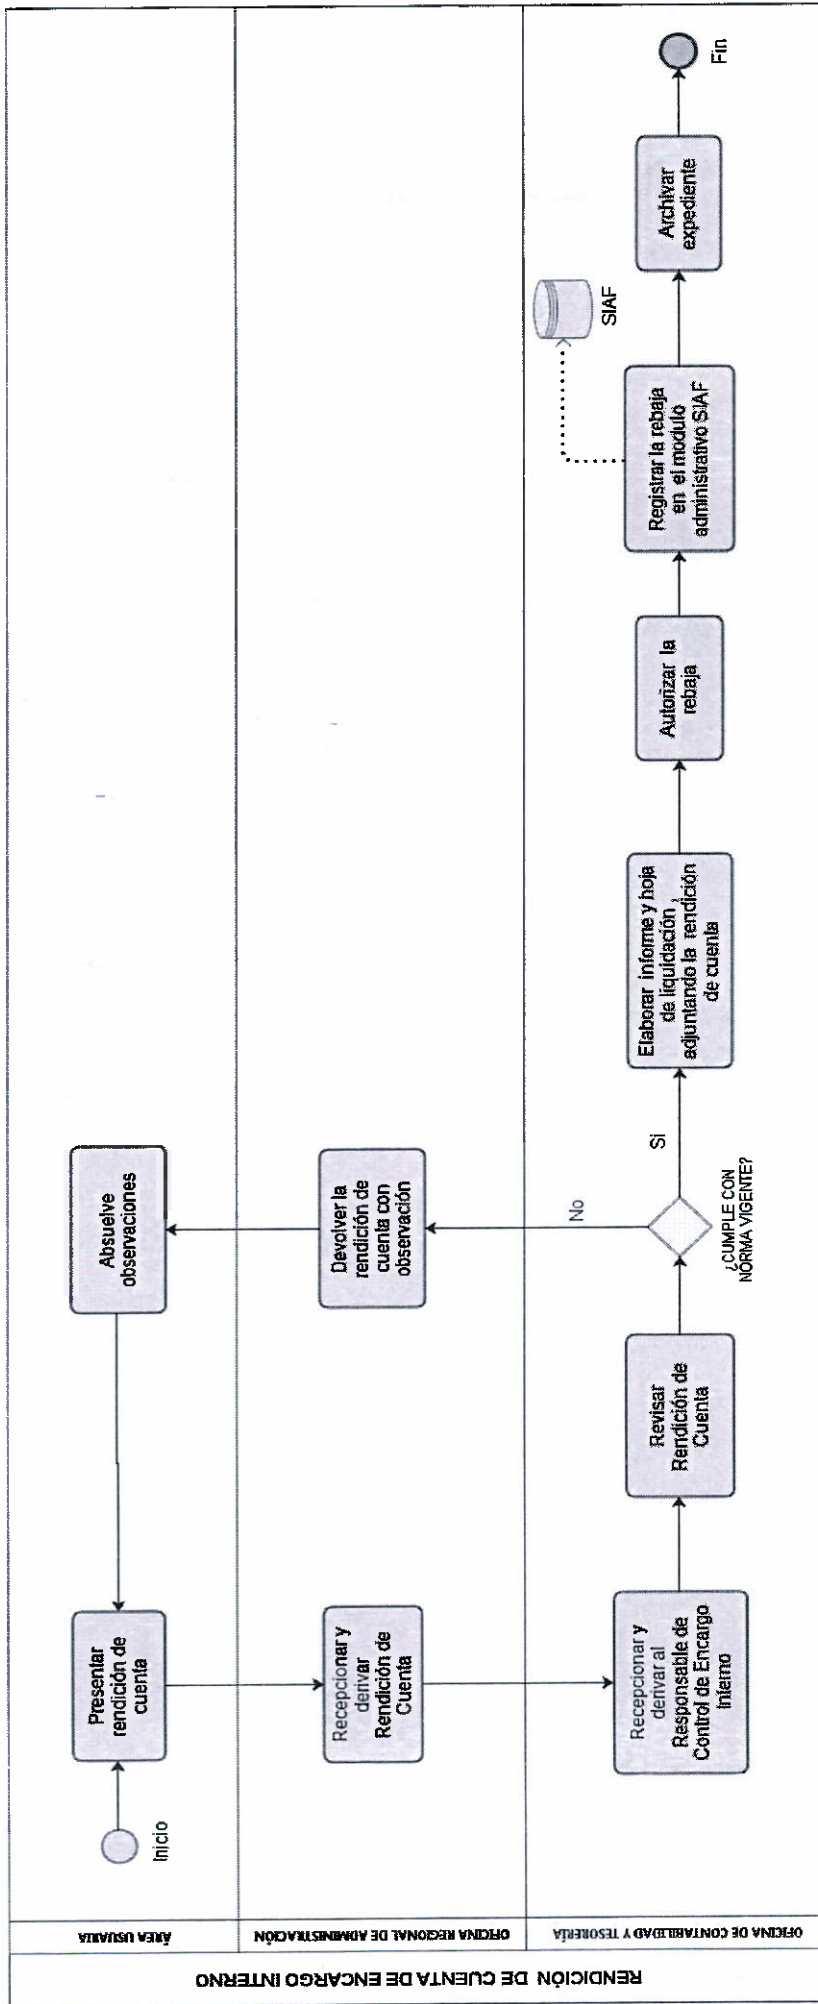 RENDICIÓN DE CUENTA DE ENCARGO INTERNO
ÁREA USUARIA
Inicio
Presentar
rendición de
cuenta
Absuelve
observaciones
OFICINA REGIONAL DE ADMINISTRACIÓN
Recepcionar y
derivar
Rendición de
Cuenta
Devolver la
rendición de
cuenta con
observación
OFICINA DE CONTABILIDAD Y TESORERÍA
Recepcionar y
derivar al
Responsable de
Control de Encargo
Interno
Revisar
Rendición de
Cuenta
¿CUMPLE CON
NORMA VIGENTE?
No
Si
Elaborar informe y hoja
de liquidación ,
adjuntando la rendición
de cuenta
Autorizar la
rebaja
Registrar la rebaja
en el modulo
administrativo SIAF
SIAF
Archivar
expediente
Fin